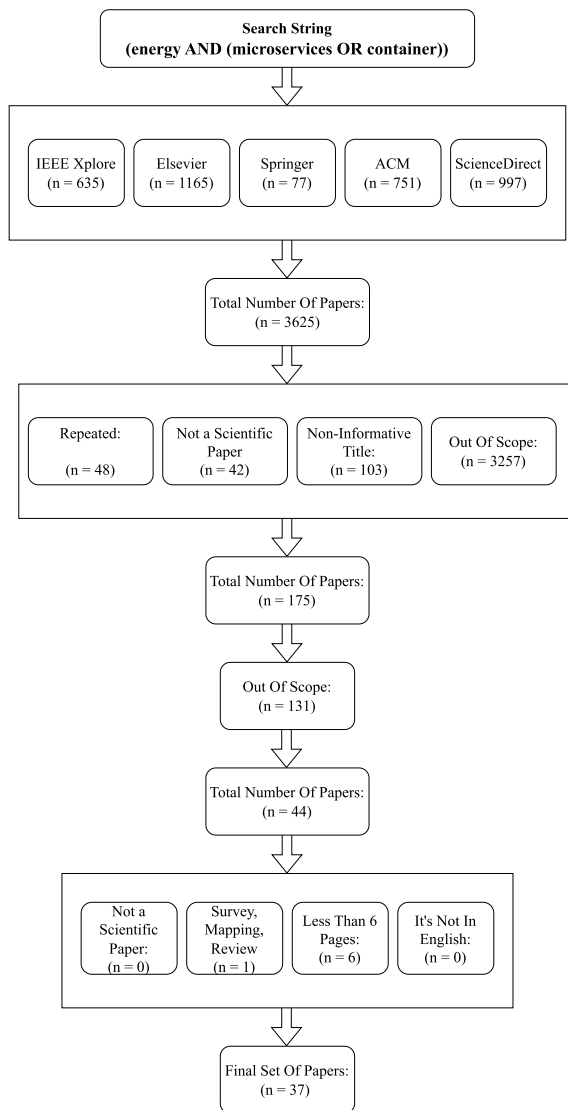 Search String
(energy AND (microservices OR container))
IEEE Xplore
(n = 635)
Elsevier
(n = 1165)
Springer
(n = 77)
ACM
(n = 751)
ScienceDirect
(n = 997)
Total Number Of Papers:
(n = 3625)
Repeated:
(n = 48)
Not a Scientific
Paper
(n = 42)
Non-Informative
Title:
(n = 103)
Out Of Scope:
(n = 3257)
Total Number Of Papers:
(n = 175)
Out Of Scope:
(n = 131)
Total Number Of Papers:
(n = 44)
Not a
Scientific
Paper:
(n = 0)
Survey,
Mapping,
Review
(n = 1)
Less Than 6
Pages:
(n = 6)
It's Not In
English:
(n = 0)
Final Set Of Papers:
(n = 37)